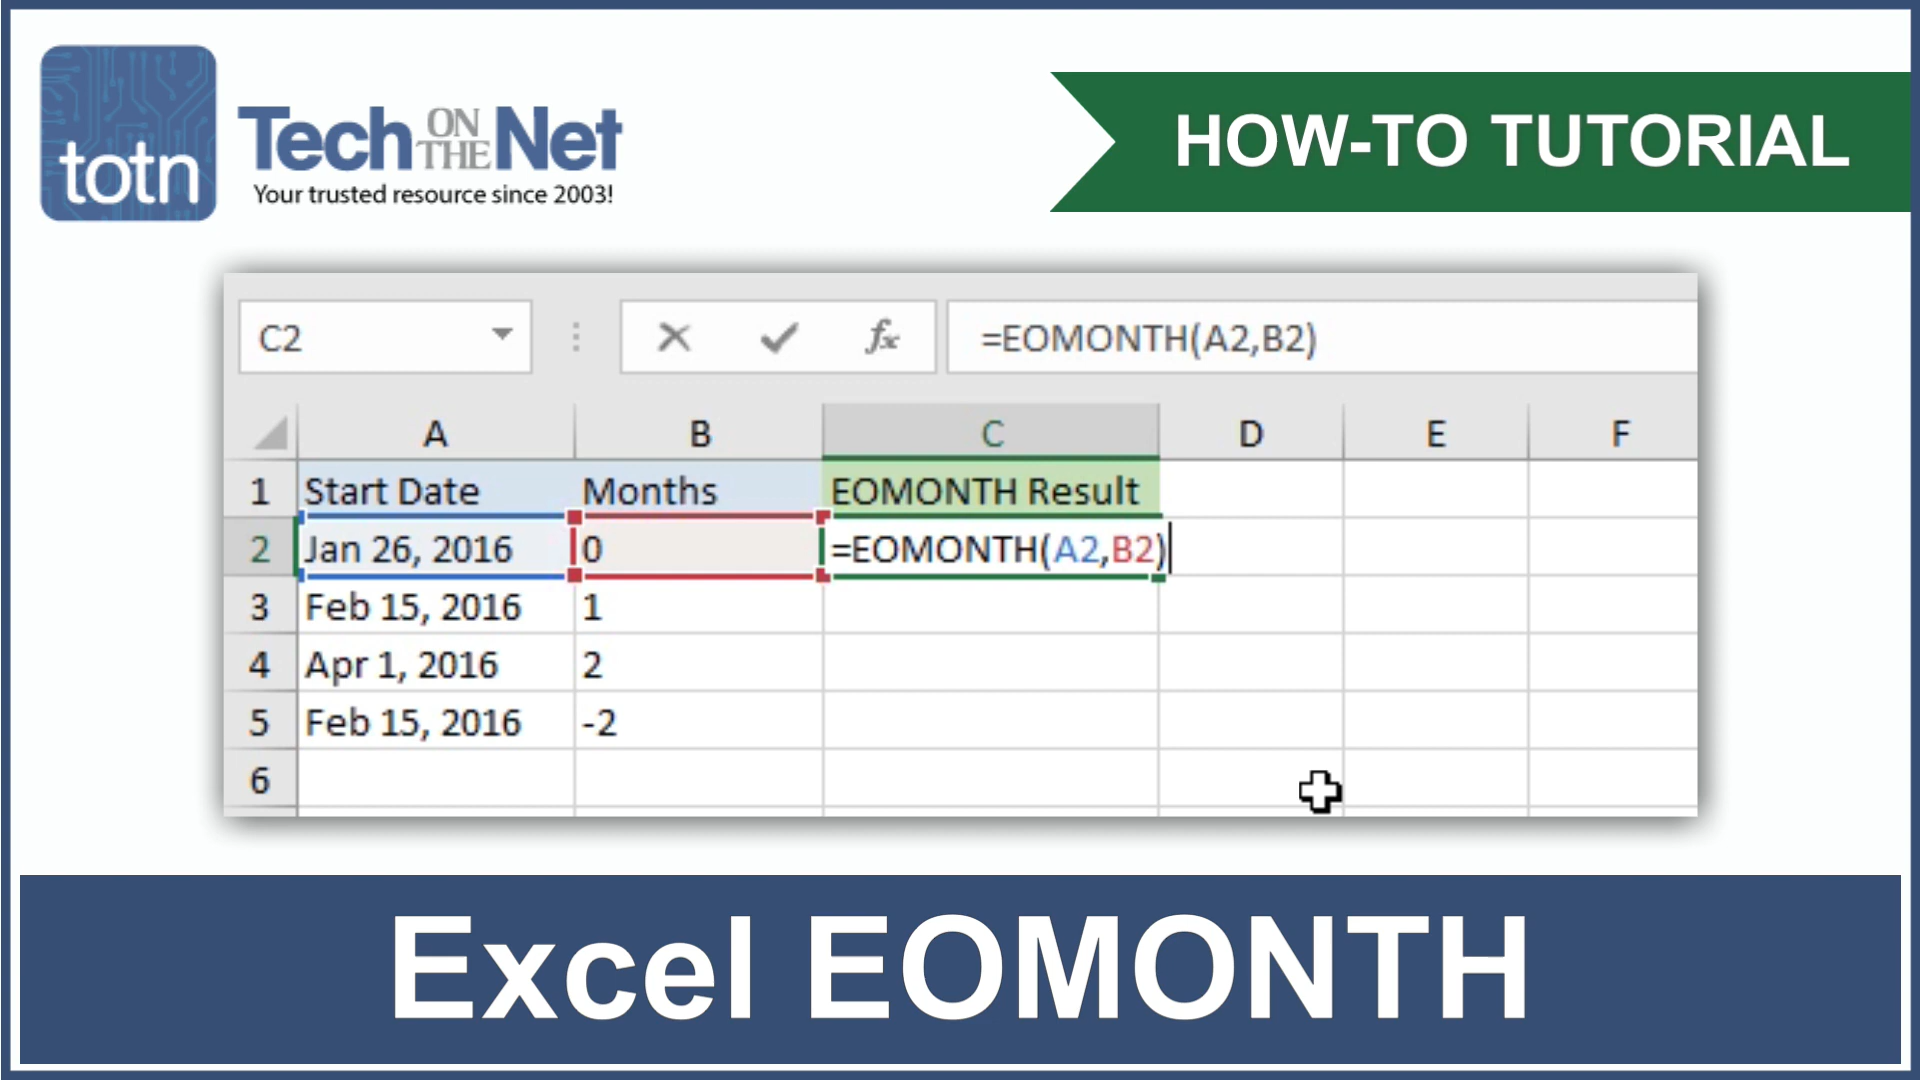 totn
Tech ON THE Net
Your trusted resource since 2003!
HOW-TO TUTORIAL
C2 fx =EOMONTH(A2,B2)
A B C D E F
1 Start Date Months EOMONTH Result
2 Jan 26, 2016 0 =EOMONTH(A2,B2)
3 Feb 15, 2016 1
4 Apr 1, 2016 2
5 Feb 15, 2016 -2
6
Excel EOMONTH